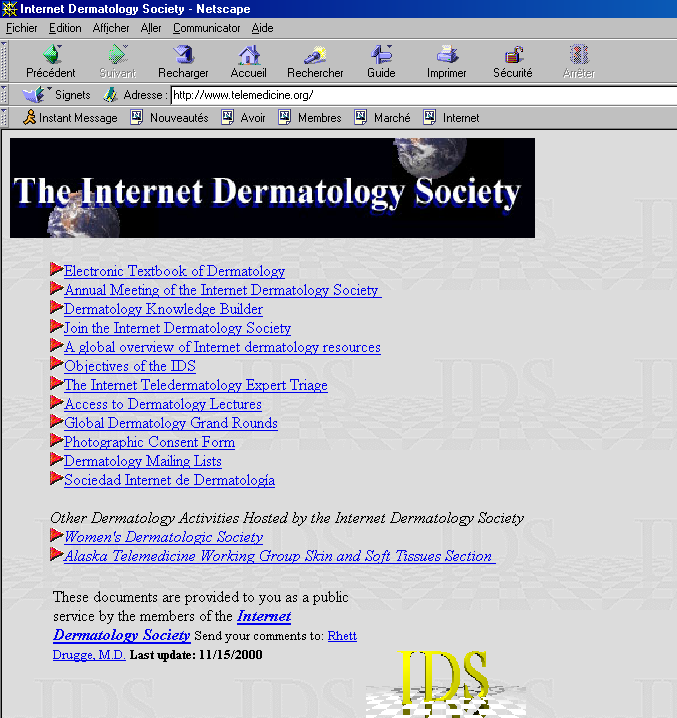 Internet Dermatology Society - Netscape
Fichier Edition Afficher Aller Communicator Aide
Précédent Suivant Recharger Accueil Rechercher Guide Imprimer Sécurité Arrêter
Signets Adresse : http://www.telemedicine.org/
Instant Message Nouveautés Avoir Membres Marché Internet
The Internet Dermatology Society
Electronic Textbook of Dermatology
Annual Meeting of the Internet Dermatology Society
Dermatology Knowledge Builder
Join the Internet Dermatology Society
A global overview of Internet dermatology resources
Objectives of the IDS
The Internet Teledermatology Expert Triage
Access to Dermatology Lectures
Global Dermatology Grand Rounds
Photographic Consent Form
Dermatology Mailing Lists
Sociedad Internet de Dermatología
Other Dermatology Activities Hosted by the Internet Dermatology Society
Women's Dermatologic Society
Alaska Telemedicine Working Group Skin and Soft Tissues Section
These documents are provided to you as a public
service by the members of the Internet
Dermatology Society Send your comments to: Rhett
Drugge, M.D. Last update: 11/15/2000
IDS